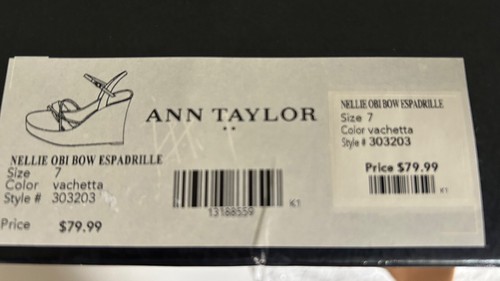 ANN TAYLOR
NELLIE OBI BOW ESPADRILLE
Size 7
Color vachetta
Style # 303203
Price $79.99
13168559
K1
NELLIE OBI BOW ESPADRILLE
Size 7
Color vachetta
Style # 303203
Price $79.99
K1